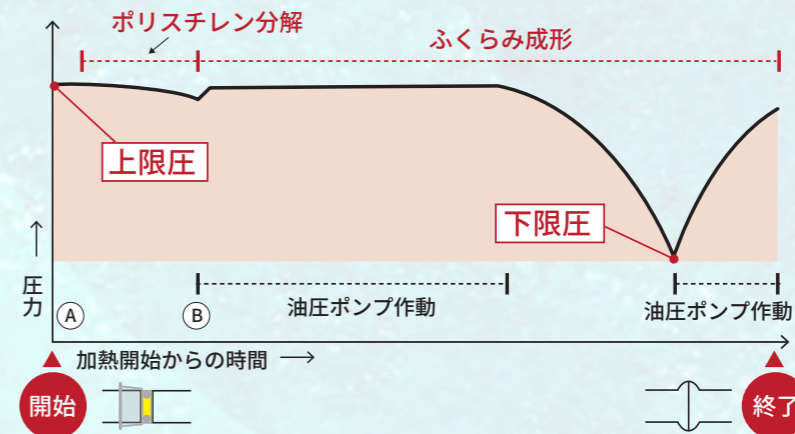 ポリスチレン分解
ふくらみ成形
上限圧
下限圧
圧力
A
B
油圧ポンプ作動
油圧ポンプ作動
加熱開始からの時間
開始
終了